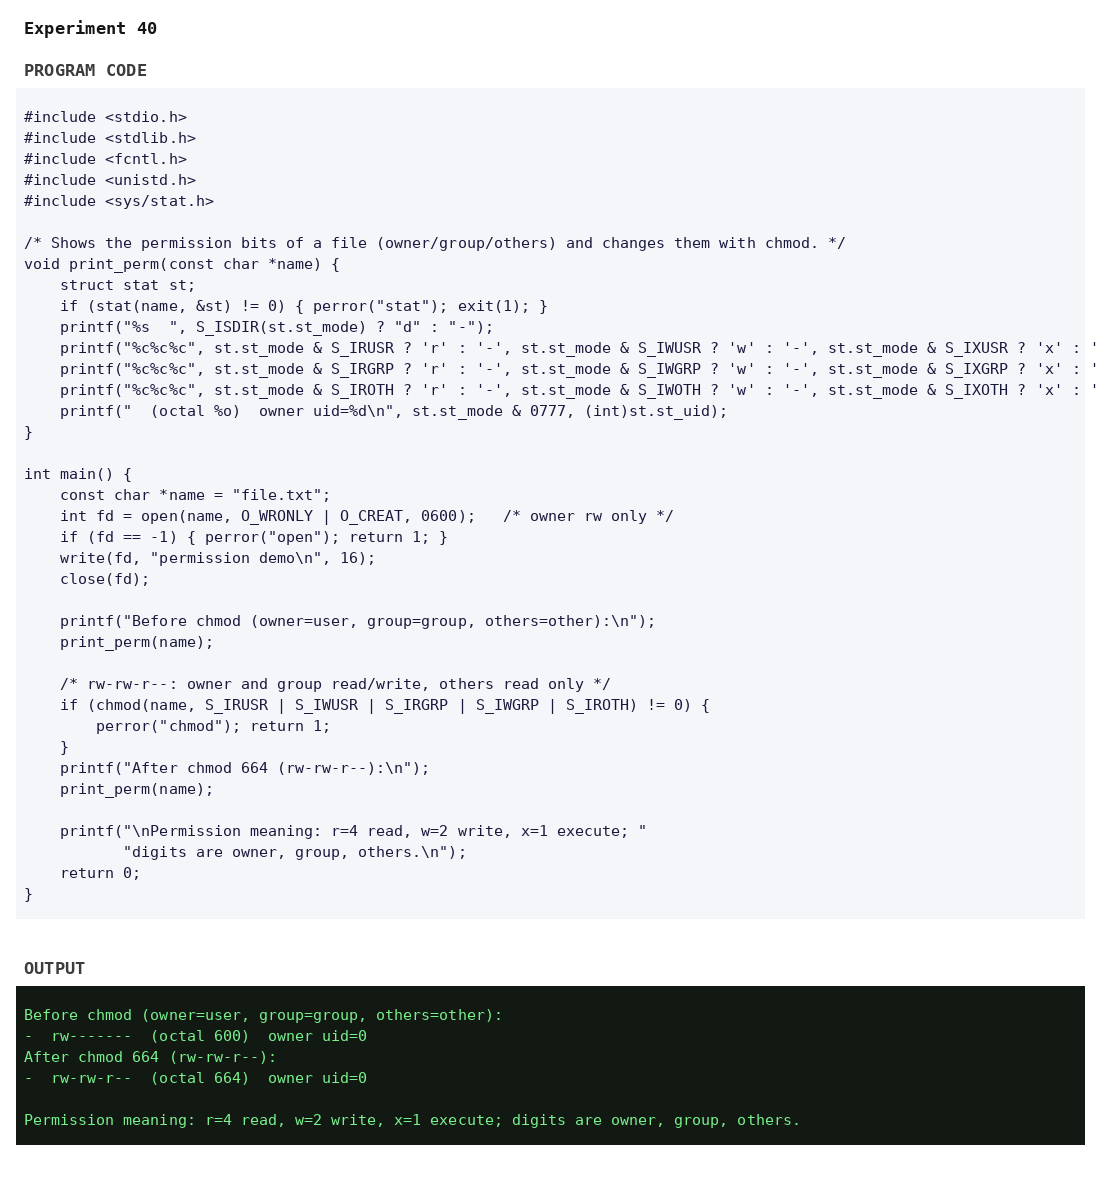 Experiment 40
PROGRAM CODE
#include <stdio.h>
#include <stdlib.h>
#include <fcntl.h>
#include <unistd.h>
#include <sys/stat.h>

/* Shows the permission bits of a file (owner/group/others) and changes them with chmod. */
void print_perm(const char *name) {
    struct stat st;
    if (stat(name, &st) != 0) { perror("stat"); exit(1); }
    printf("%s  ", S_ISDIR(st.st_mode) ? "d" : "-");
    printf("%c%c%c", st.st_mode & S_IRUSR ? 'r' : '-', st.st_mode & S_IWUSR ? 'w' : '-', st.st_mode & S_IXUSR ? 'x' : '
    printf("%c%c%c", st.st_mode & S_IRGRP ? 'r' : '-', st.st_mode & S_IWGRP ? 'w' : '-', st.st_mode & S_IXGRP ? 'x' : '
    printf("%c%c%c", st.st_mode & S_IROTH ? 'r' : '-', st.st_mode & S_IWOTH ? 'w' : '-', st.st_mode & S_IXOTH ? 'x' : '
    printf("  (octal %o)  owner uid=%d\n", st.st_mode & 0777, (int)st.st_uid);
}

int main() {
    const char *name = "file.txt";
    int fd = open(name, O_WRONLY | O_CREAT, 0600);   /* owner rw only */
    if (fd == -1) { perror("open"); return 1; }
    write(fd, "permission demo\n", 16);
    close(fd);

    printf("Before chmod (owner=user, group=group, others=other):\n");
    print_perm(name);

    /* rw-rw-r--: owner and group read/write, others read only */
    if (chmod(name, S_IRUSR | S_IWUSR | S_IRGRP | S_IWGRP | S_IROTH) != 0) {
        perror("chmod"); return 1;
    }
    printf("After chmod 664 (rw-rw-r--):\n");
    print_perm(name);

    printf("\nPermission meaning: r=4 read, w=2 write, x=1 execute; "
           "digits are owner, group, others.\n");
    return 0;
}

OUTPUT
Before chmod (owner=user, group=group, others=other):
-  rw-------  (octal 600)  owner uid=0
After chmod 664 (rw-rw-r--):
-  rw-rw-r--  (octal 664)  owner uid=0

Permission meaning: r=4 read, w=2 write, x=1 execute; digits are owner, group, others.